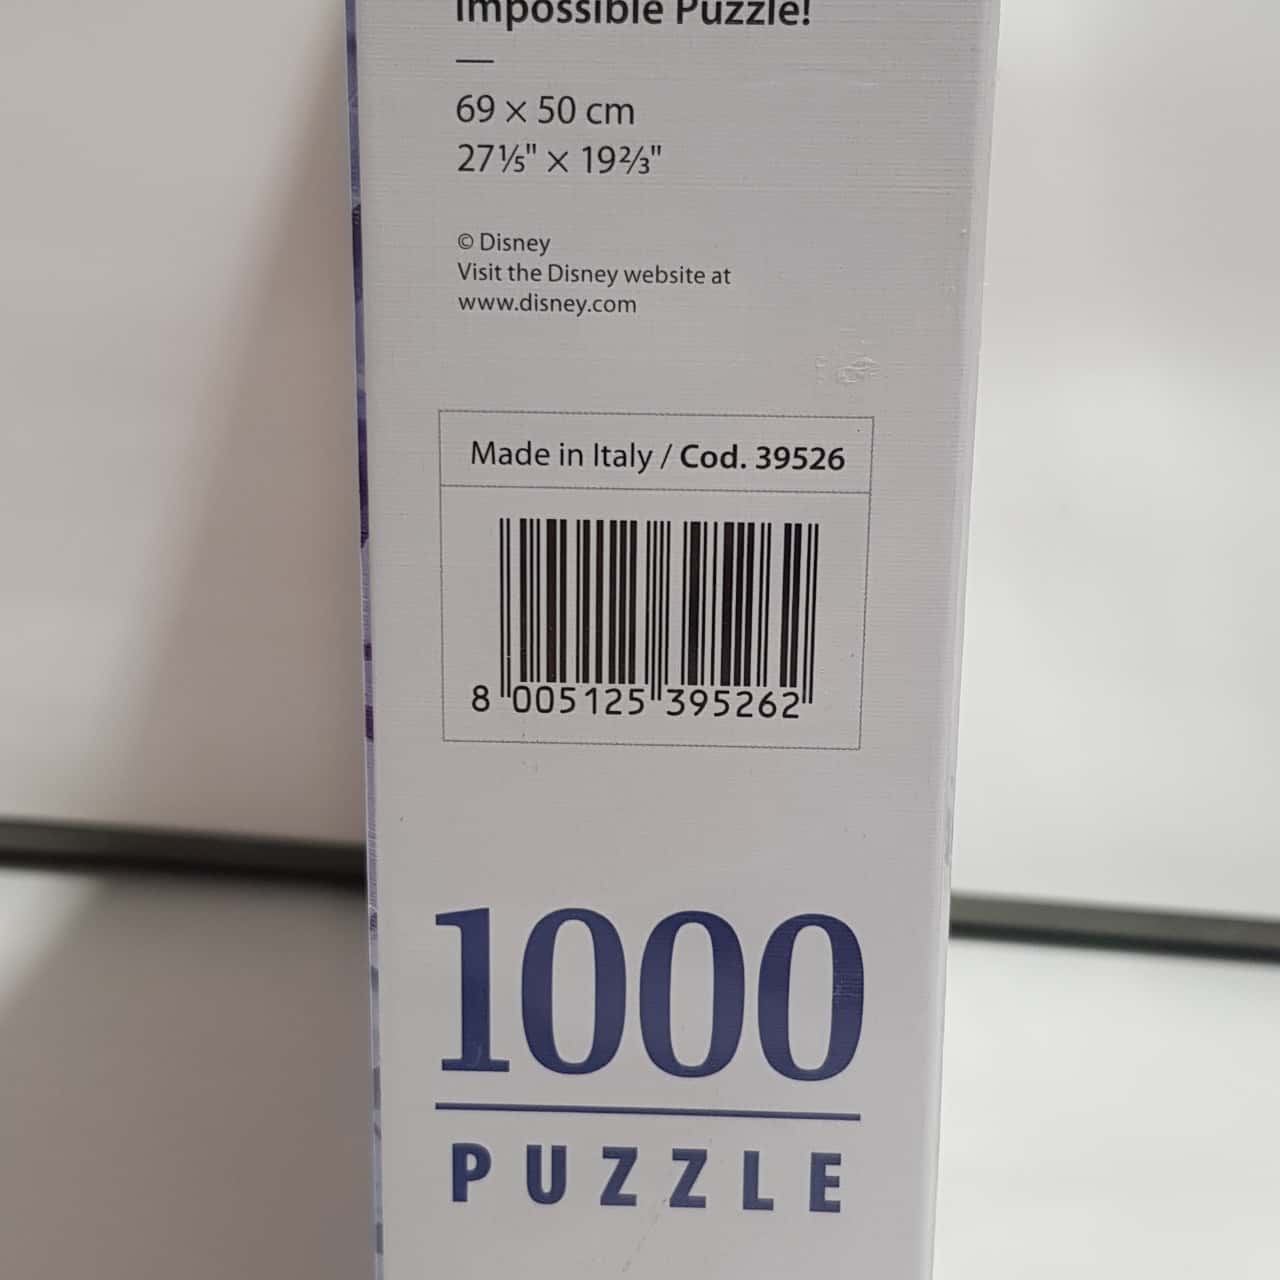 Impossible Puzzle!
69 × 50 cm
27⅕" × 19⅔"
© Disney
Visit the Disney website at
www.disney.com
Made in Italy / Cod. 39526
8 005125 395262
1000
PUZZLE